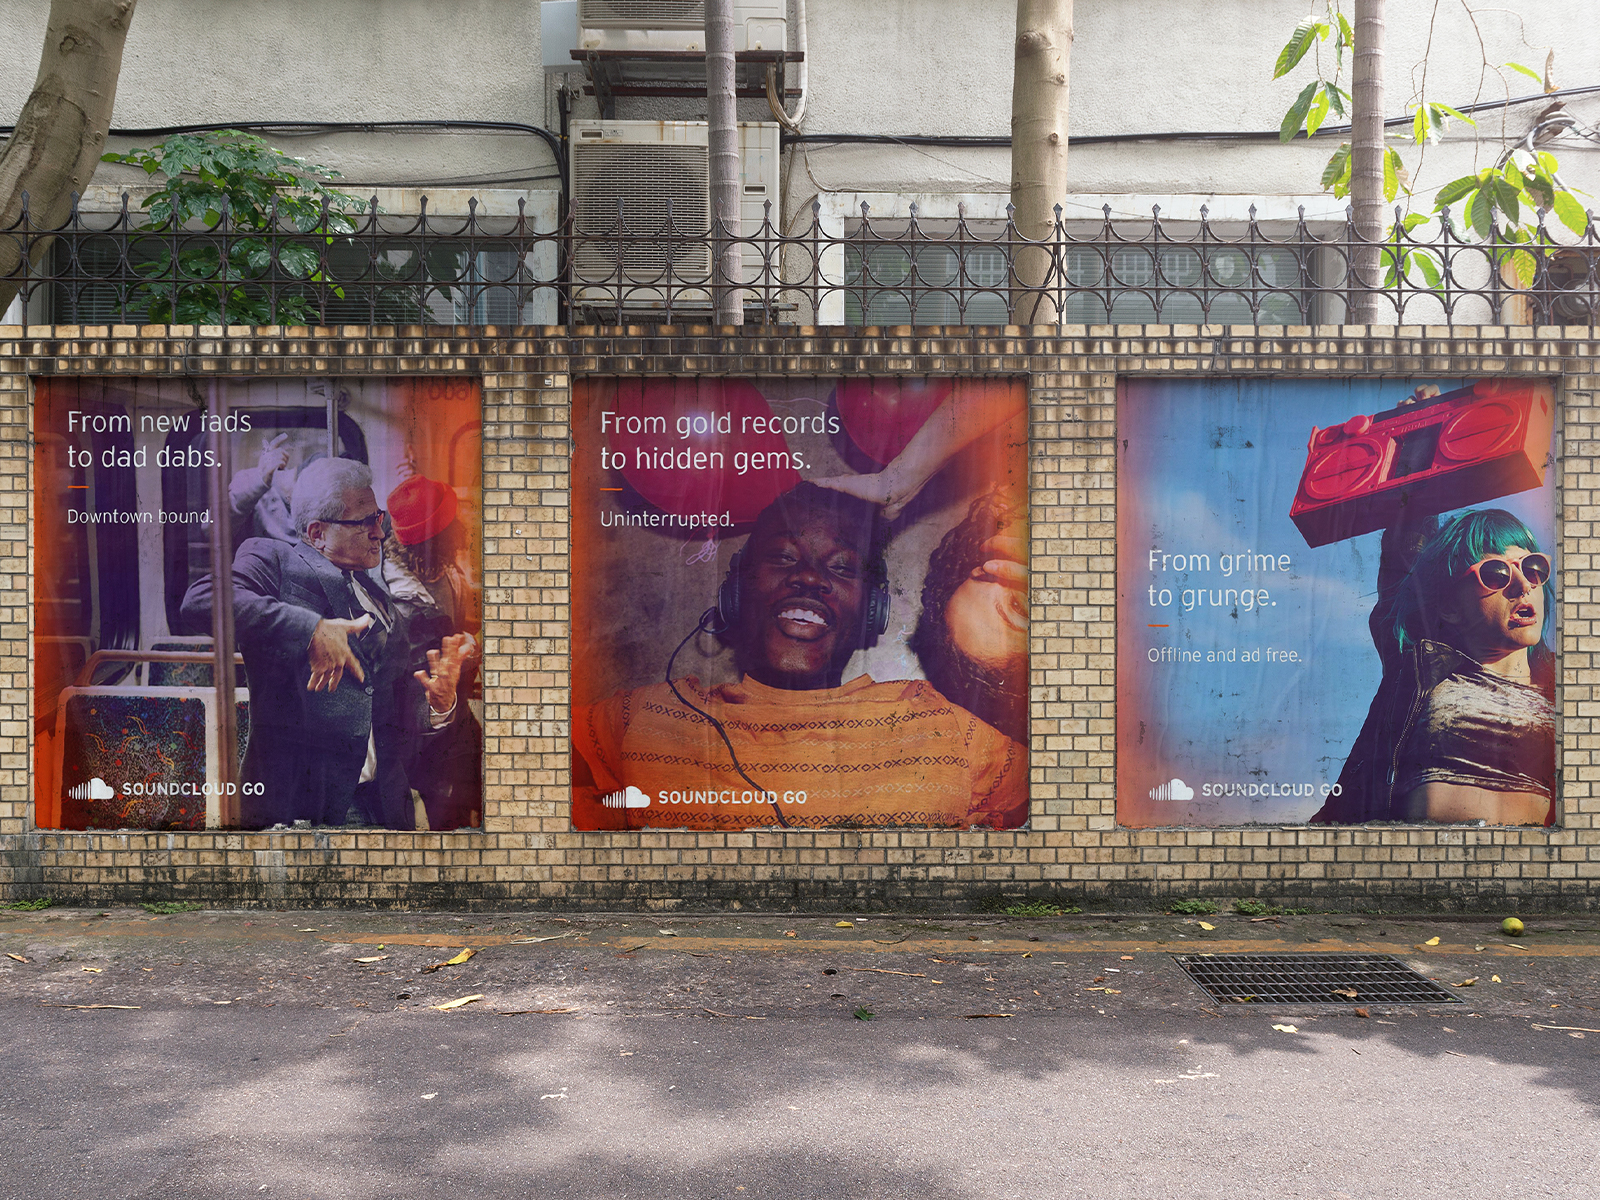 From new fads
to dad dabs.
Downtown bound.
SOUNDCLOUD GO
From gold records
to hidden gems.
Uninterrupted.
SOUNDCLOUD GO
From grime
to grunge.
Offline and ad free.
SOUNDCLOUD GO